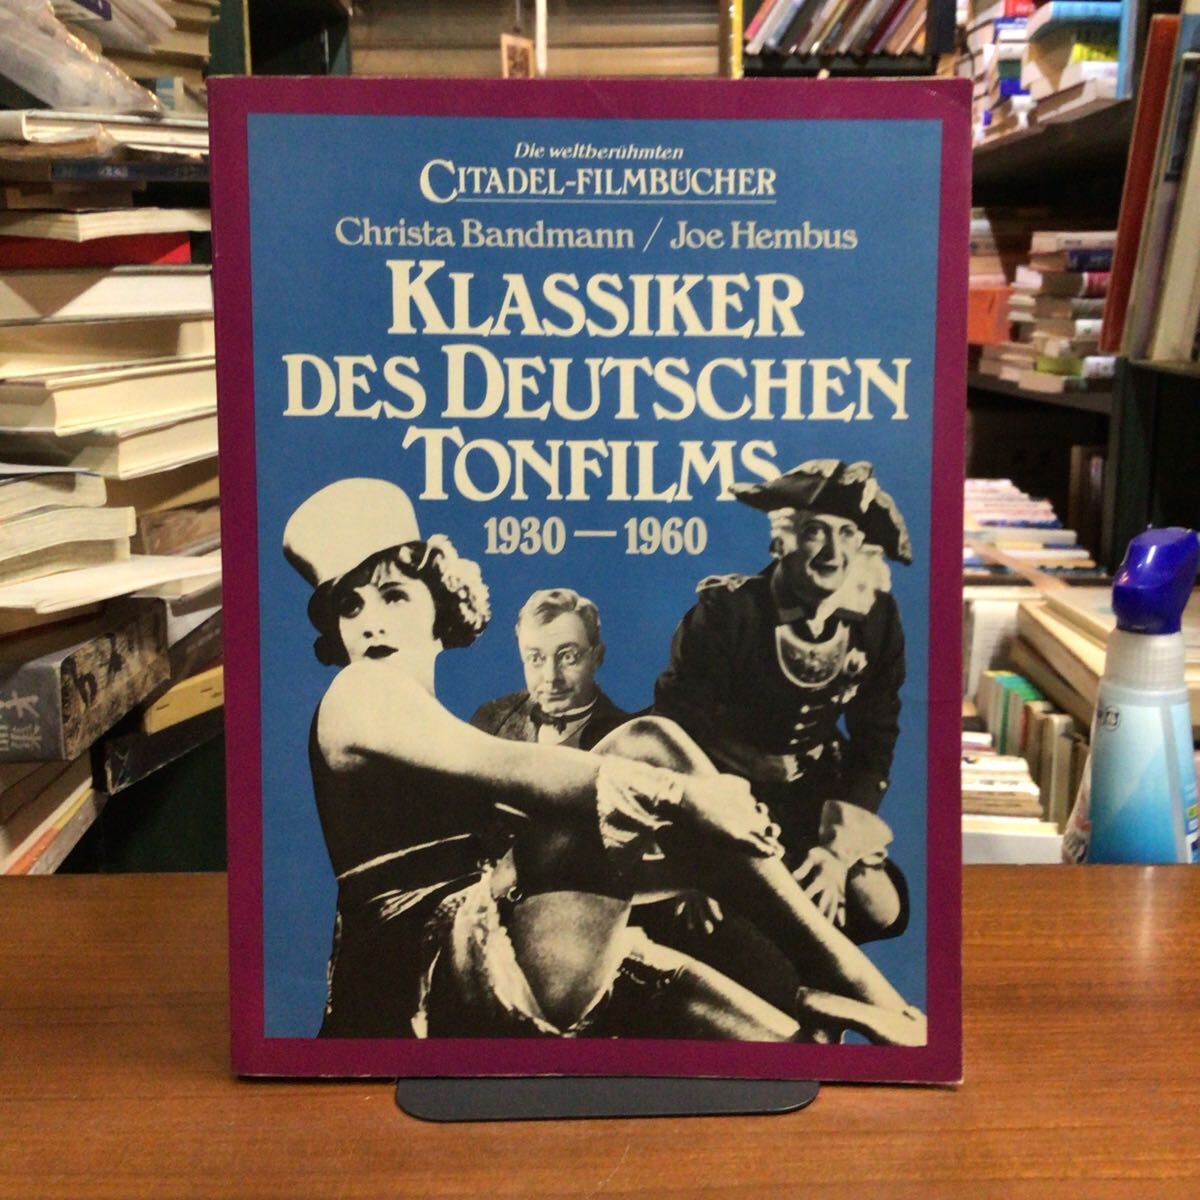 Die weltberühmten
CITADEL-FILMBÜCHER
Christa Bandmann / Joe Hembus
KLASSIKER
DES DEUTSCHEN
TONFILMS
1930—1960